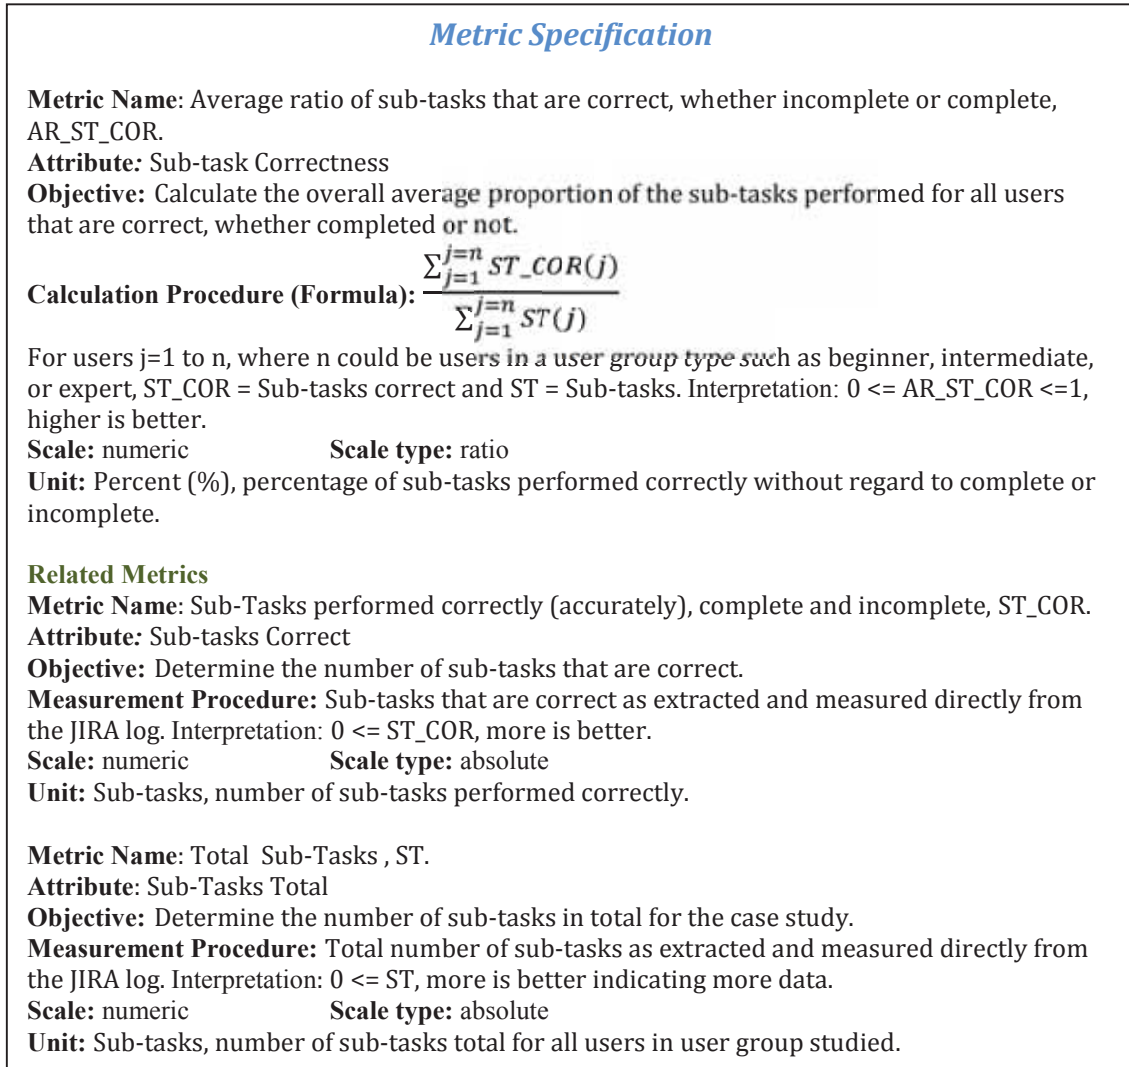 Metric Specification
Metric Name: Average ratio of sub-tasks that are correct, whether incomplete or complete,
AR_ST_COR.
Attribute: Sub-task Correctness
Objective: Calculate the overall average proportion of the sub-tasks performed for all users
that are correct, whether completed or not.
Calculation Procedure (Formula): \frac{\sum_{j=1}^{j=n} ST\_COR(j)}{\sum_{j=1}^{j=n} ST(j)}
For users j=1 to n, where n could be users in a user group type such as beginner, intermediate,
or expert, ST_COR = Sub-tasks correct and ST = Sub-tasks. Interpretation: 0 <= AR_ST_COR <=1,
higher is better.
Scale: numeric Scale type: ratio
Unit: Percent (%), percentage of sub-tasks performed correctly without regard to complete or
incomplete.
Related Metrics
Metric Name: Sub-Tasks performed correctly (accurately), complete and incomplete, ST_COR.
Attribute: Sub-tasks Correct
Objective: Determine the number of sub-tasks that are correct.
Measurement Procedure: Sub-tasks that are correct as extracted and measured directly from
the JIRA log. Interpretation: 0 <= ST_COR, more is better.
Scale: numeric Scale type: absolute
Unit: Sub-tasks, number of sub-tasks performed correctly.
Metric Name: Total Sub-Tasks , ST.
Attribute: Sub-Tasks Total
Objective: Determine the number of sub-tasks in total for the case study.
Measurement Procedure: Total number of sub-tasks as extracted and measured directly from
the JIRA log. Interpretation: 0 <= ST, more is better indicating more data.
Scale: numeric Scale type: absolute
Unit: Sub-tasks, number of sub-tasks total for all users in user group studied.